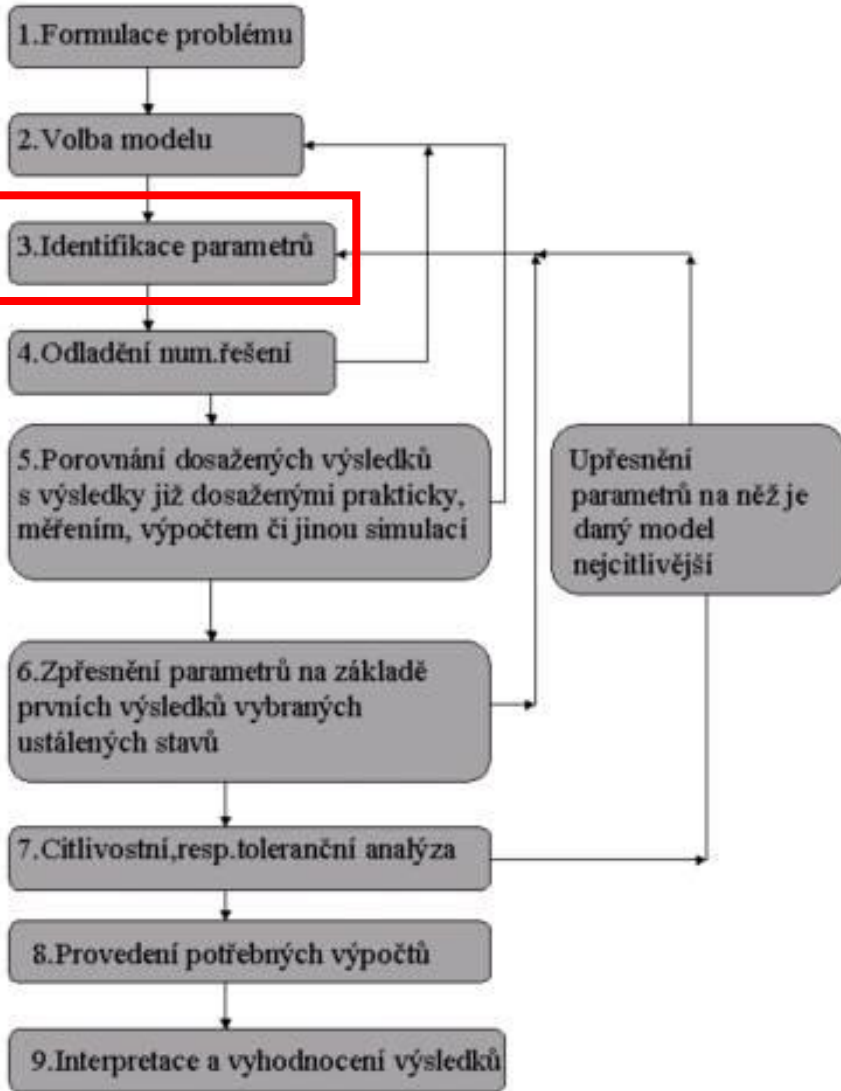 1.Formulace problému
2.Volba modelu
3.Identifikace parametrů
4.Odladění num.řešení
5.Porovnání dosažených výsledků
s výsledky již dosaženými prakticky,
měřením, výpočtem či jinou simulací
Upřesnění
parametrů na něž je
daný model
nejcitlivější
6.Zpřesnění parametrů na základě
prvních výsledků vybraných
ustálených stavů
7.Citlivostní,resp.toleranční analýza
8.Provedení potřebných výpočtů
9.Interpretace a vyhodnocení výsledků